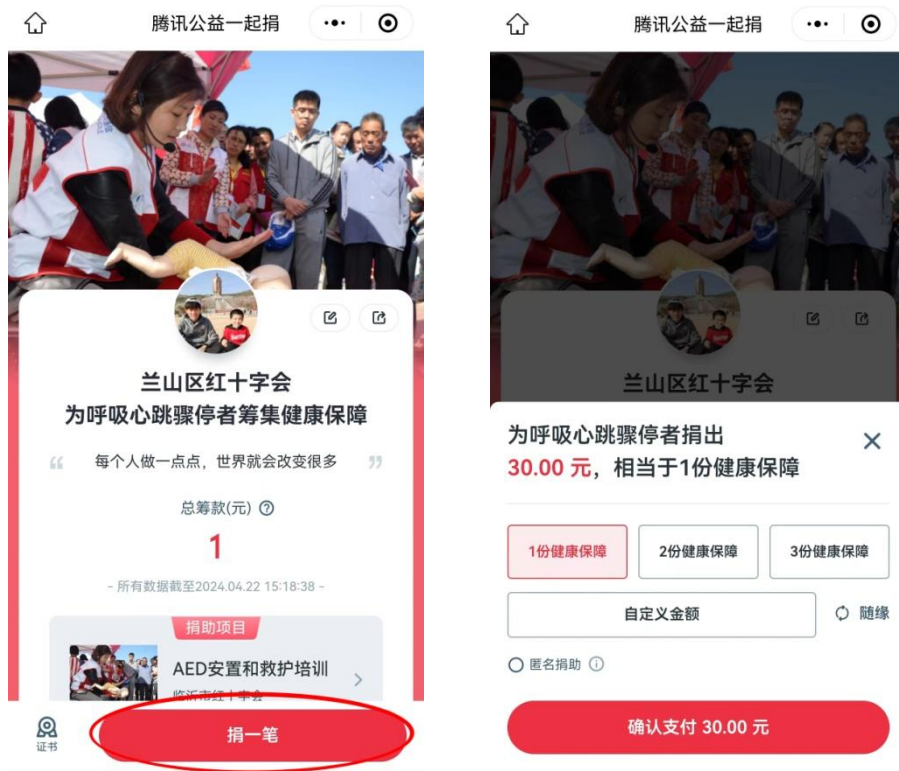 腾讯公益一起捐
兰山区红十字会
为呼吸心跳骤停者筹集健康保障
“ 每个人做一点点，世界就会改变很多 ”
总筹款(元)
1
- 所有数据截至2024.04.22 15:18:38 -
捐助项目
AED安置和救护培训
临沂市红十字会
证书
捐一笔
腾讯公益一起捐
兰山区红十字会
为呼吸心跳骤停者捐出
30.00 元，相当于1份健康保障
1份健康保障
2份健康保障
3份健康保障
自定义金额
随缘
匿名捐助
确认支付 30.00 元